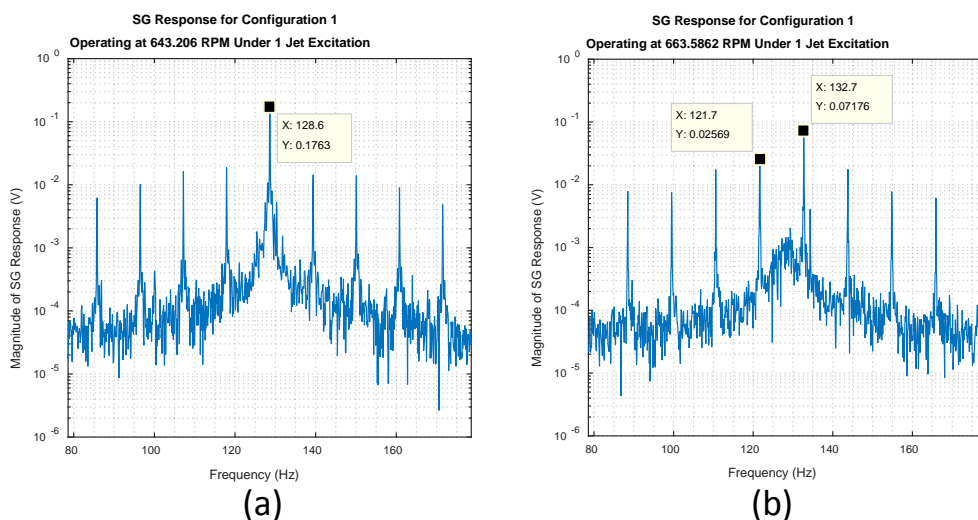 SG Response for Configuration 1
Operating at 643.206 RPM Under 1 Jet Excitation
10 0
10 -1
10 -2
10 -3
10 -4
10 -5
10 -6
Magnitude of SG Response (V)
X: 128.6
Y: 0.1763
80 100 120 140 160
Frequency (Hz)
(a)
SG Response for Configuration 1
Operating at 663.5862 RPM Under 1 Jet Excitation
10 0
10 -1
10 -2
10 -3
10 -4
10 -5
10 -6
Magnitude of SG Response (V)
X: 121.7
Y: 0.02569
X: 132.7
Y: 0.07176
80 100 120 140 160
Frequency (Hz)
(b)